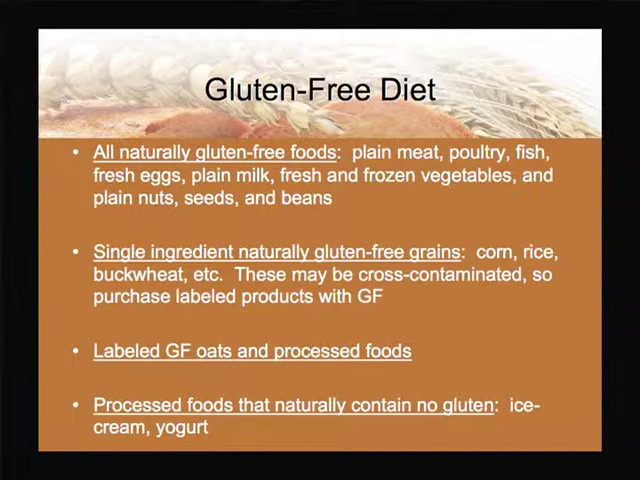 Gluten-Free Diet
• All naturally gluten-free foods:  plain meat, poultry, fish,
fresh eggs, plain milk, fresh and frozen vegetables, and
plain nuts, seeds, and beans
• Single ingredient naturally gluten-free grains:  corn, rice,
buckwheat, etc.  These may be cross-contaminated, so
purchase labeled products with GF
• Labeled GF oats and processed foods
• Processed foods that naturally contain no gluten:  ice-
cream, yogurt